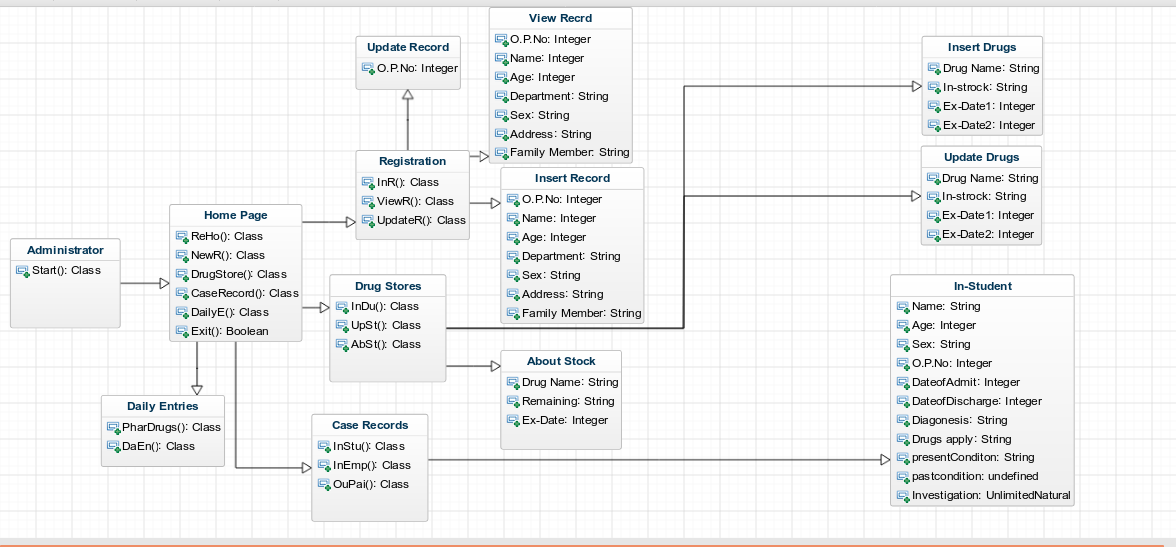 View Recrd
O.P.No: Integer
Name: Integer
Age: Integer
Department: String
Sex: String
Address: String
Family Member: String
Update Record
O.P.No: Integer
Insert Drugs
Drug Name: String
In-strock: String
Ex-Date1: Integer
Ex-Date2: Integer
Registration
InR(): Class
ViewR(): Class
UpdateR(): Class
Update Drugs
Drug Name: String
In-strock: String
Ex-Date1: Integer
Ex-Date2: Integer
Insert Record
O.P.No: Integer
Name: Integer
Age: Integer
Department: String
Sex: String
Address: String
Family Member: String
Home Page
ReHo(): Class
NewR(): Class
DrugStore(): Class
CaseRecord(): Class
DailyE(): Class
Exit(): Boolean
Administrator
Start(): Class
Drug Stores
InDu(): Class
UpSt(): Class
AbSt(): Class
In-Student
Name: String
Age: Integer
Sex: String
O.P.No: Integer
DateofAdmit: Integer
DateofDischarge: Integer
Diagonesis: String
Drugs apply: String
presentConditon: String
pastcondition: undefined
Investigation: UnlimitedNatural
About Stock
Drug Name: String
Remaining: String
Ex-Date: Integer
Daily Entries
PharDrugs(): Class
DaEn(): Class
Case Records
InStu(): Class
InEmp(): Class
OuPai(): Class